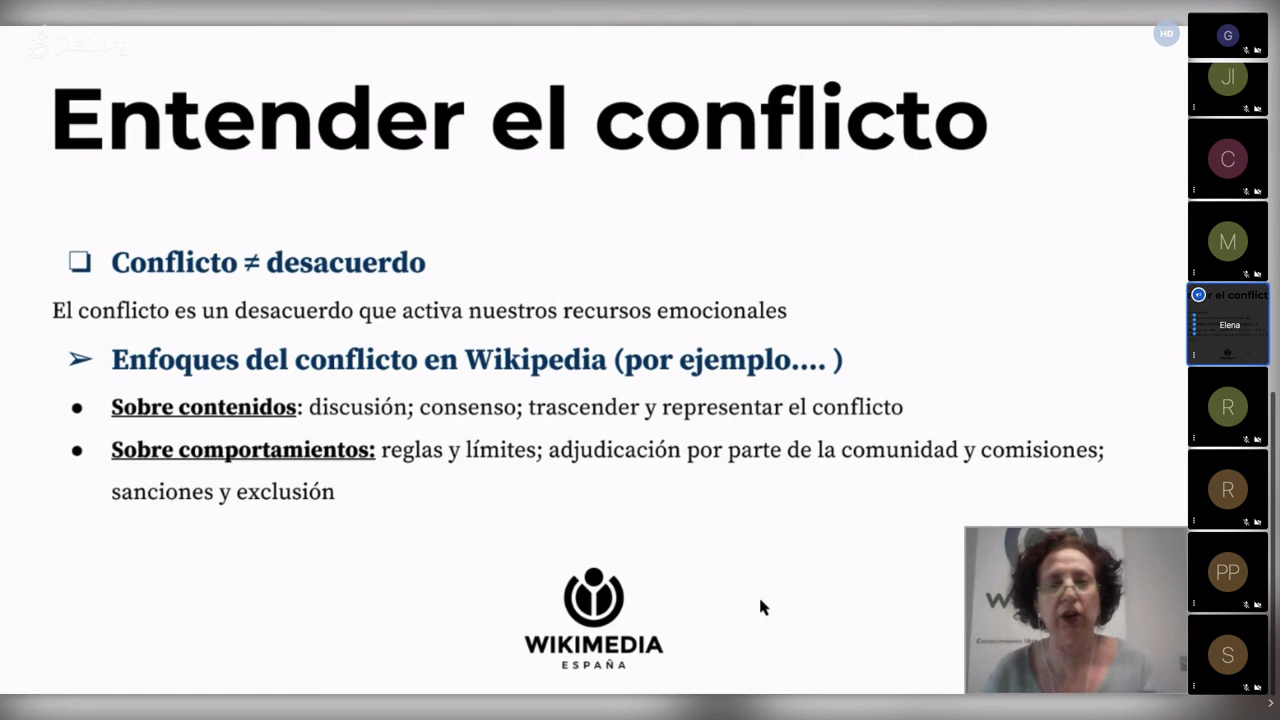 Entender el conflicto
❏ Conflicto ≠ desacuerdo
El conflicto es un desacuerdo que activa nuestros recursos emocionales
➢ Enfoques del conflicto en Wikipedia (por ejemplo.... )
● Sobre contenidos: discusión; consenso; trascender y representar el conflicto
● Sobre comportamientos: reglas y límites; adjudicación por parte de la comunidad y comisiones;
sanciones y exclusión
WIKIMEDIA
ESPAÑA
HD
G
JI
C
M
Elena
R
R
PP
S